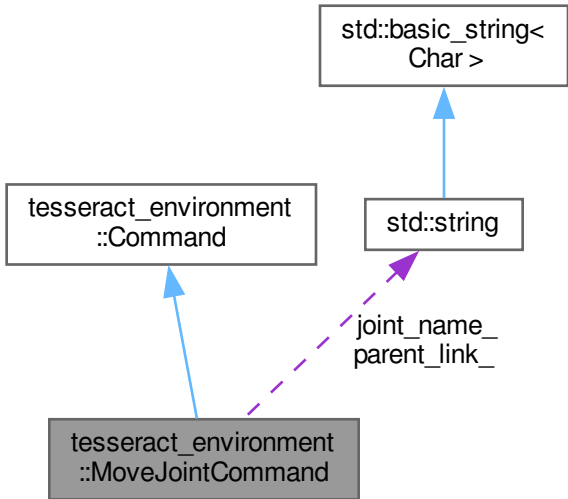 std::basic_string<
Char >
tesseract_environment
::Command
std::string
joint_name_
parent_link_
tesseract_environment
::MoveJointCommand